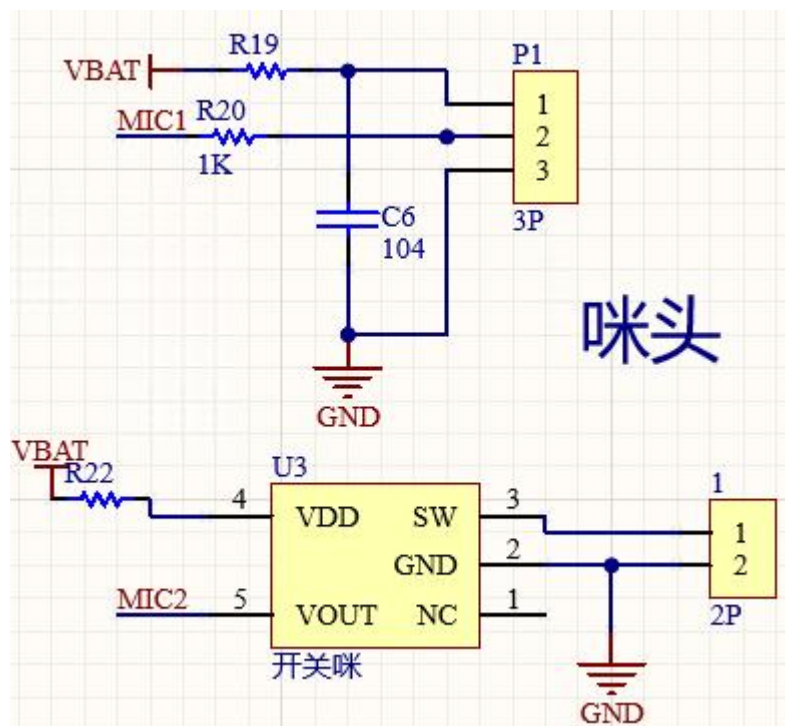 R19
P1
VBAT
1
R20
MIC1
2
1K
3
C6
3P
104
咪头
GND
VBAT
R22
U3
1
4
VDD
SW
3
1
GND
2
2
MIC2
5
VOUT
NC
1
2P
开关咪
GND